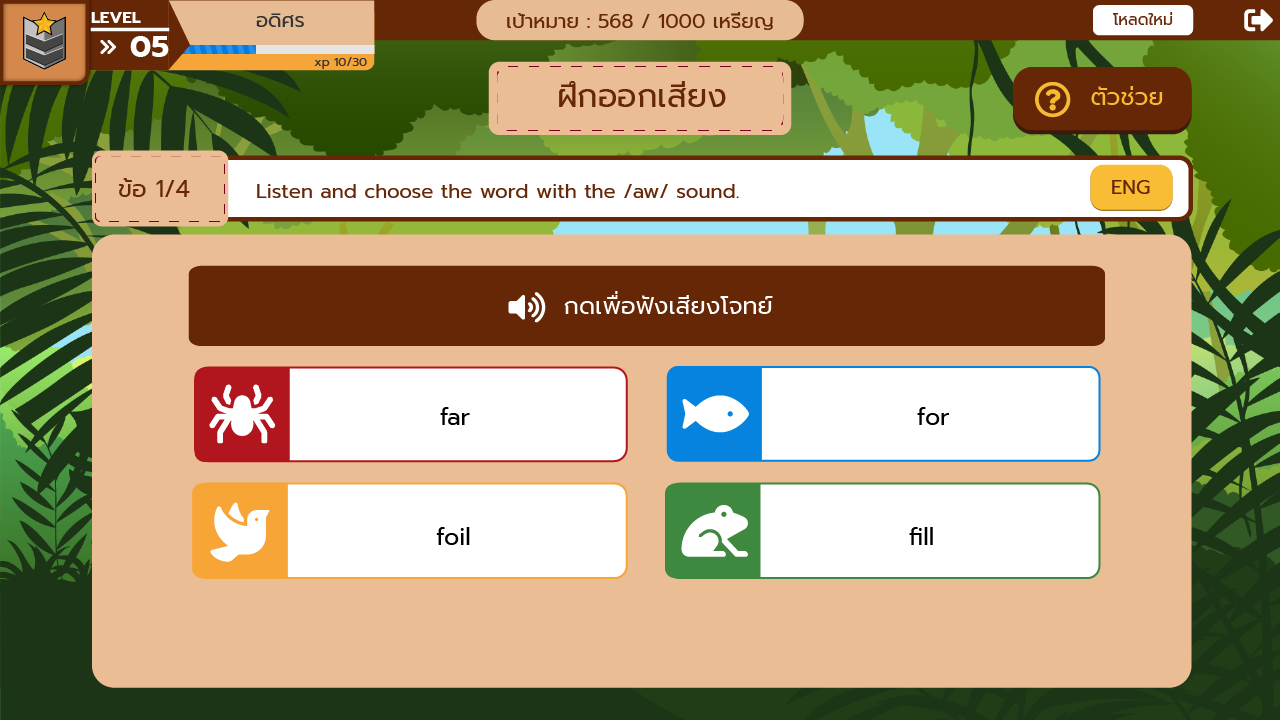 LEVEL
05
อดิศร
xp 10/30
เป้าหมาย : 568 / 1000 เหรียญ
โหลดใหม่
ฝึกออกเสียง
ตัวช่วย
ข้อ 1/4
Listen and choose the word with the /aw/ sound.
ENG
กดเพื่อฟังเสียงโจทย์
far
for
foil
fill